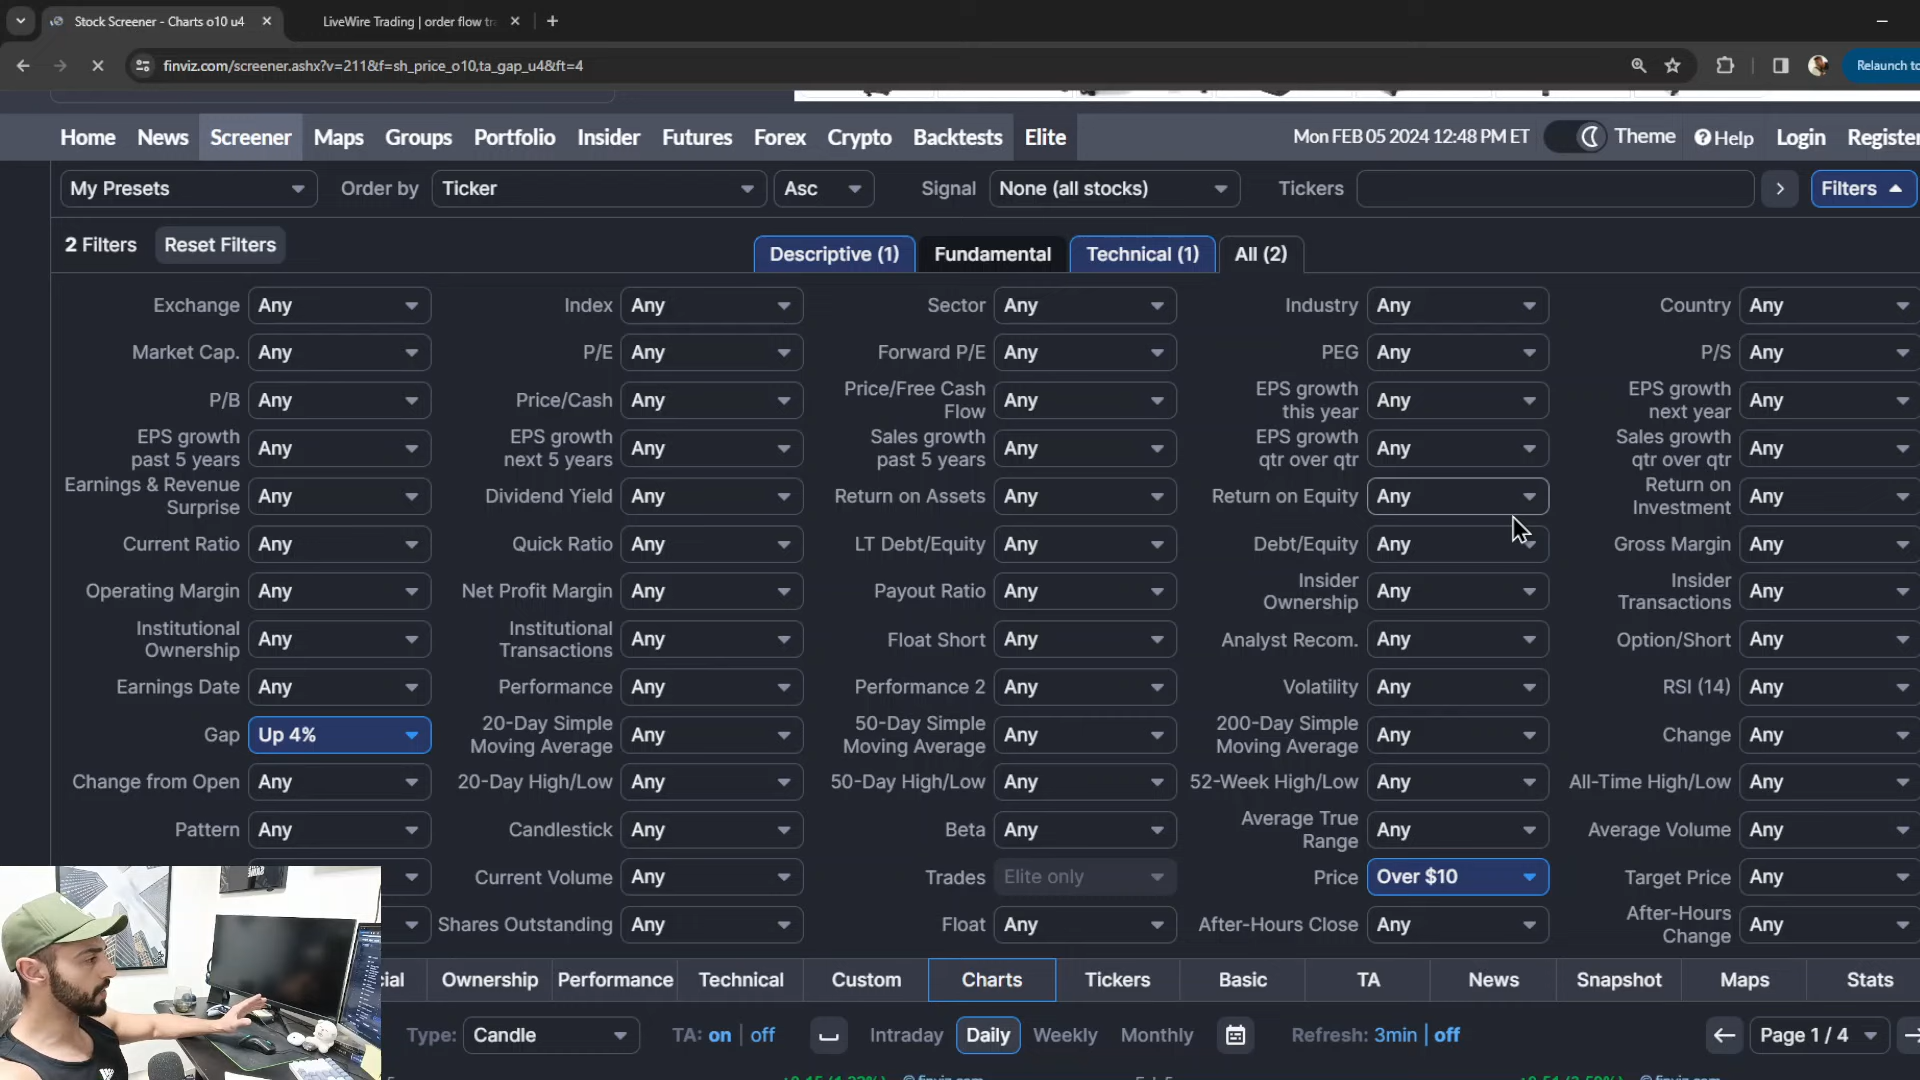 Stock Screener - Charts o10 u4
LiveWire Trading | order flow tra
finviz.com/screener.ashx?v=211&f=sh_price_o10,ta_gap_u4&ft=4
Relaunch to
Home News Screener Maps Groups Portfolio Insider Futures Forex Crypto Backtests Elite Mon FEB 05 2024 12:48 PM ET Theme Help Login Register
My Presets Order by Ticker Asc Signal None (all stocks) Tickers Filters
2 Filters Reset Filters Descriptive (1) Fundamental Technical (1) All (2)
Exchange Any Index Any Sector Any Industry Any Country Any
Market Cap. Any P/E Any Forward P/E Any PEG Any P/S Any
P/B Any Price/Cash Any Price/Free Cash Flow Any EPS growth this year Any EPS growth next year Any
EPS growth past 5 years Any EPS growth next 5 years Any Sales growth past 5 years Any EPS growth qtr over qtr Any Sales growth qtr over qtr Any
Earnings & Revenue Surprise Any Dividend Yield Any Return on Assets Any Return on Equity Any Return on Investment Any
Current Ratio Any Quick Ratio Any LT Debt/Equity Any Debt/Equity Any Gross Margin Any
Operating Margin Any Net Profit Margin Any Payout Ratio Any Insider Ownership Any Insider Transactions Any
Institutional Ownership Any Institutional Transactions Any Float Short Any Analyst Recom. Any Option/Short Any
Earnings Date Any Performance Any Performance 2 Any Volatility Any RSI (14) Any
Gap Up 4% 20-Day Simple Moving Average Any 50-Day Simple Moving Average Any 200-Day Simple Moving Average Any Change Any
Change from Open Any 20-Day High/Low Any 50-Day High/Low Any 52-Week High/Low Any All-Time High/Low Any
Pattern Any Candlestick Any Beta Any Average True Range Any Average Volume Any
Current Volume Any Trades Elite only Price Over $10 Target Price Any
Shares Outstanding Any Float Any After-Hours Close Any After-Hours Change Any
cial Ownership Performance Technical Custom Charts Tickers Basic TA News Snapshot Maps Stats
Type: Candle TA: on | off Intraday Daily Weekly Monthly Refresh: 3min | off Page 1 / 4